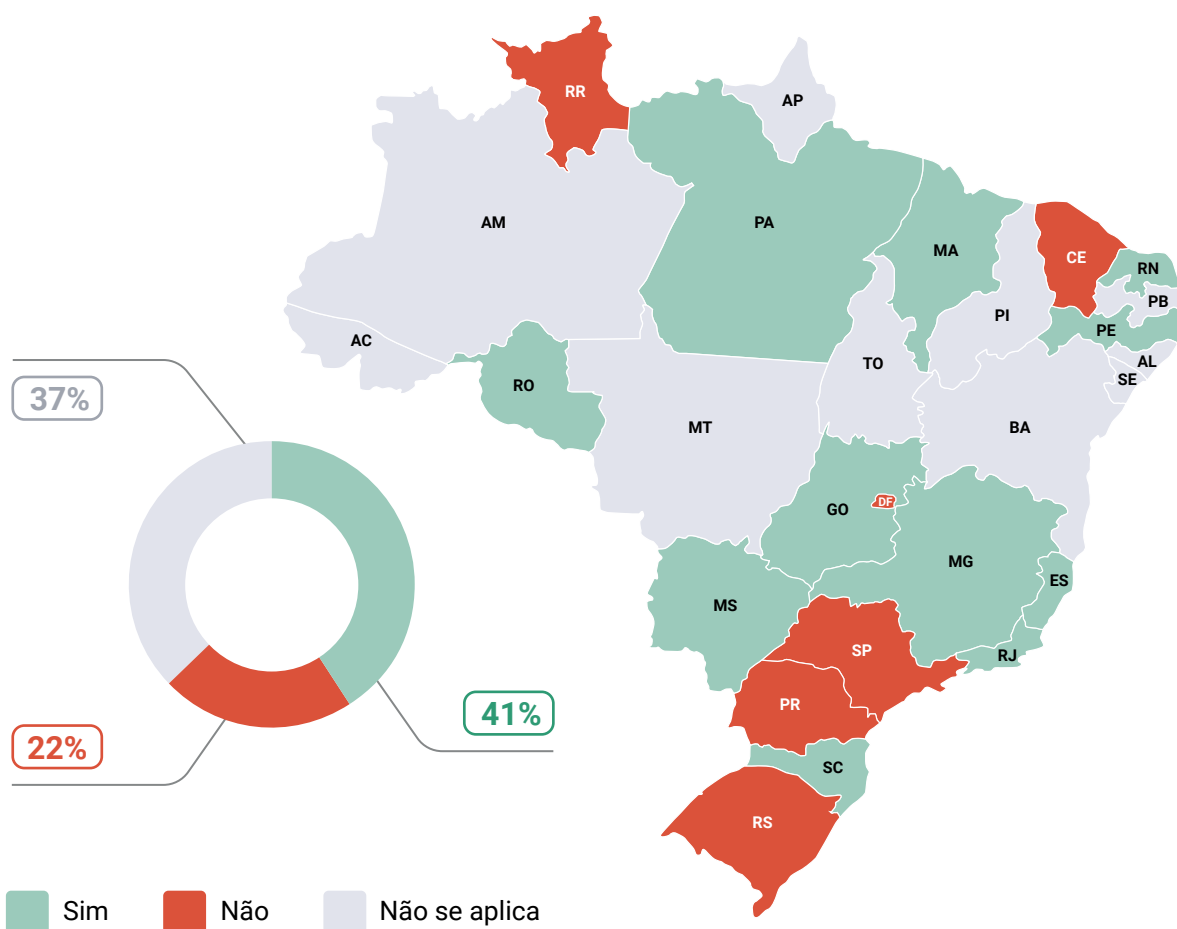 RR
AP
AM
PA
MA
CE
RN
PB
PI
PE
AC
TO
AL
SE
RO
MT
BA
37%
GO
DF
MG
ES
MS
SP
RJ
PR
41%
22%
SC
RS
Sim
Não
Não se aplica